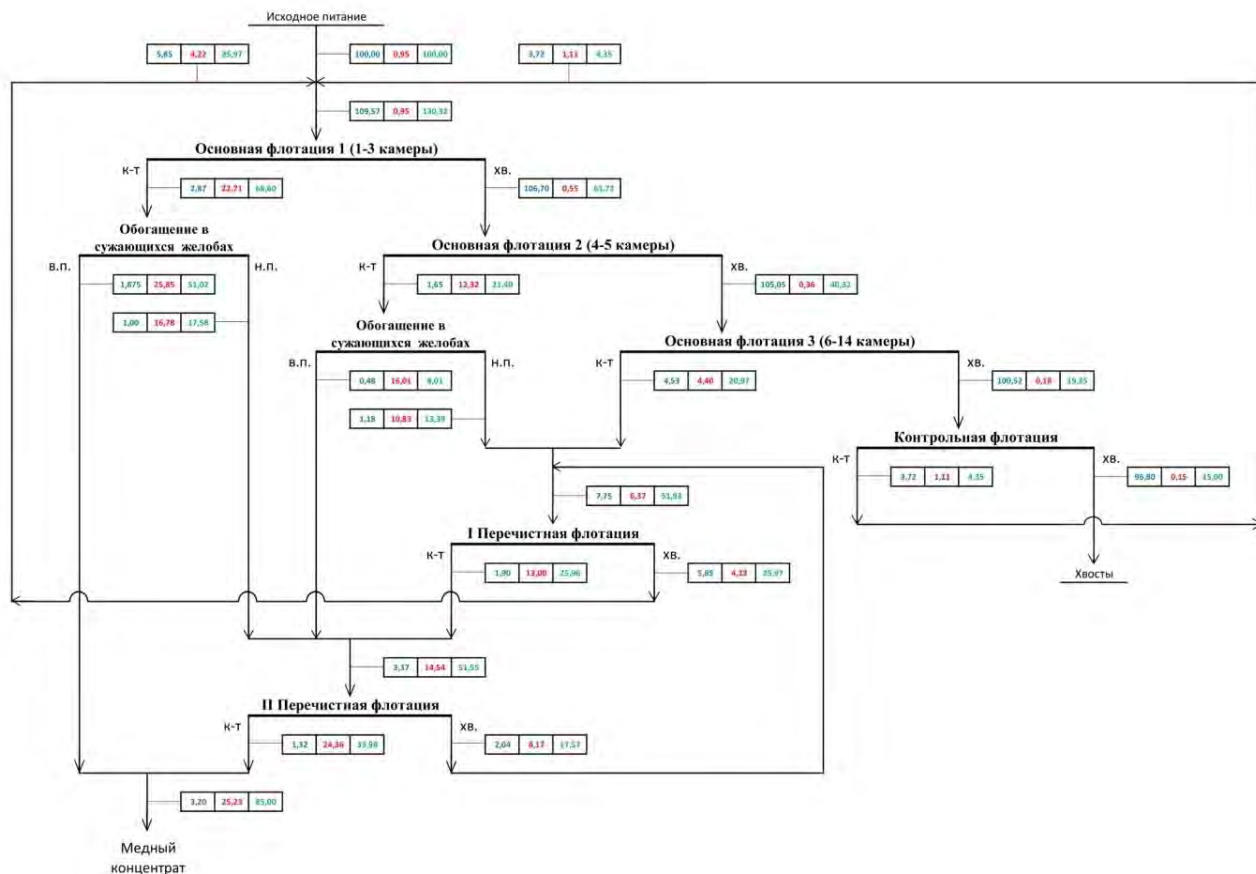 Исходное питание
5,85 4,22 25,97
100,00 0,95 100,00
3,72 1,11 4,35
109,57 0,95 130,32
Основная флотация 1 (1-3 камеры)
к-т
хв.
2,87 22,71 68,60
106,70 0,55 61,72
Обогащение в
сужающихся желобах
Основная флотация 2 (4-5 камеры)
в.п.
н.п.
к-т
хв.
1,875 25,85 51,02
1,65 12,32 21,40
105,05 0,36 40,32
1,00 16,78 17,58
Обогащение в
сужающихся желобах
Основная флотация 3 (6-14 камеры)
в.п.
н.п.
к-т
хв.
0,48 16,01 8,01
4,53 4,40 20,97
100,52 0,18 19,35
1,18 10,83 13,39
Контрольная флотация
к-т
хв.
3,72 1,11 4,35
96,80 0,15 15,00
7,75 6,37 51,93
I Перечистная флотация
к-т
хв.
1,90 13,00 25,96
5,85 4,22 25,97
Хвосты
3,37 14,54 51,55
II Перечистная флотация
к-т
хв.
1,32 24,36 33,98
2,04 8,17 17,57
3,20 25,23 85,00
Медный
концентрат